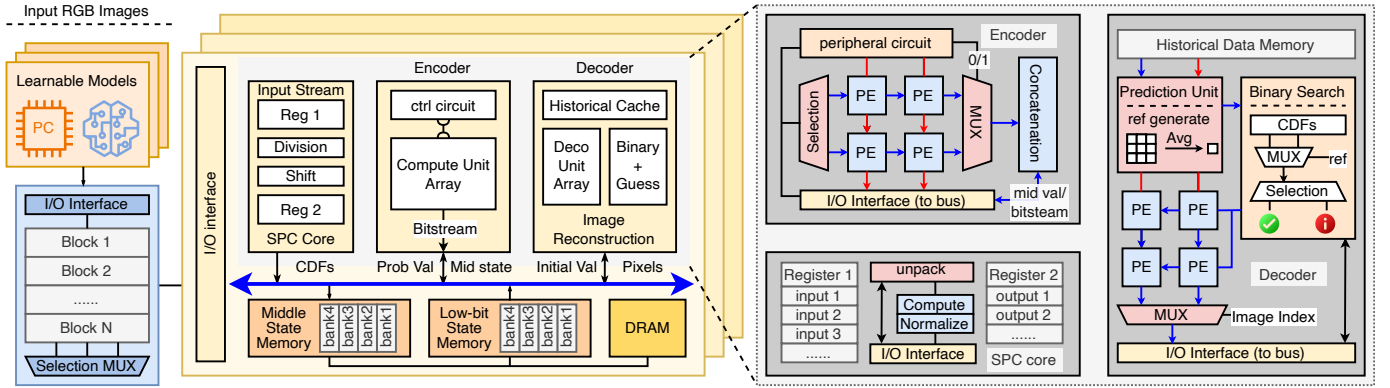 Input RGB Images
Learnable Models
PC
I/O Interface
Block 1
Block 2
......
Block N
Selection MUX
I/O interface
Input Stream
Reg 1
Division
Shift
Reg 2
SPC Core
Encoder
ctrl circuit
Compute Unit
Array
Bitstream
Decoder
Historical Cache
Deco
Unit
Array
Binary
+
Guess
Image
Reconstruction
CDFs
Prob Val
Mid state
Initial Val
Pixels
Middle
State
Memory
bank4
bank3
bank2
bank1
Low-bit
State
Memory
bank4
bank3
bank2
bank1
DRAM
peripheral circuit
Encoder
0/1
Selection
PE
PE
PE
PE
MUX
Concatenation
I/O Interface (to bus)
mid val/
bitsteam
Register 1
input 1
input 2
input 3
......
unpack
Compute
Normalize
I/O Interface
Register 2
output 1
output 2
......
SPC core
Historical Data Memory
Prediction Unit
ref generate
Avg
Binary Search
CDFs
MUX
ref
Selection
PE
PE
PE
PE
Decoder
MUX
Image Index
I/O Interface (to bus)